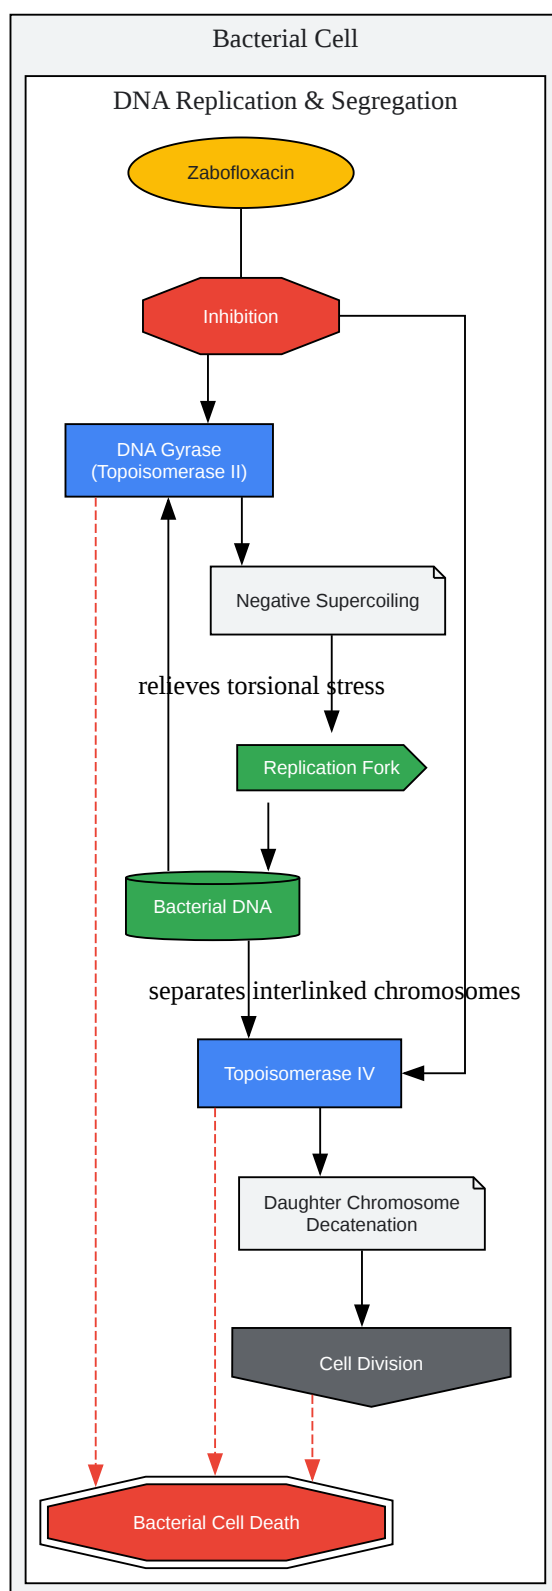 Bacterial Cell
DNA Replication & Segregation
Zabofloxacin
Inhibition
DNA Gyrase
(Topoisomerase II)
Negative Supercoiling
relieves torsional stress
Replication Fork
Bacterial DNA
separates interlinked chromosomes
Topoisomerase IV
Daughter Chromosome
Decatenation
Cell Division
Bacterial Cell Death